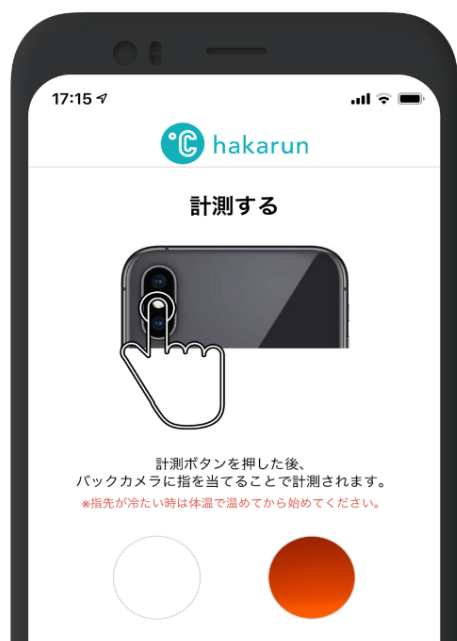 17:15
℃ hakarun
計測する
計測ボタンを押した後、
バックカメラに指を当てることで計測されます。
※指先が冷たい時は体温で温めてから始めてください。